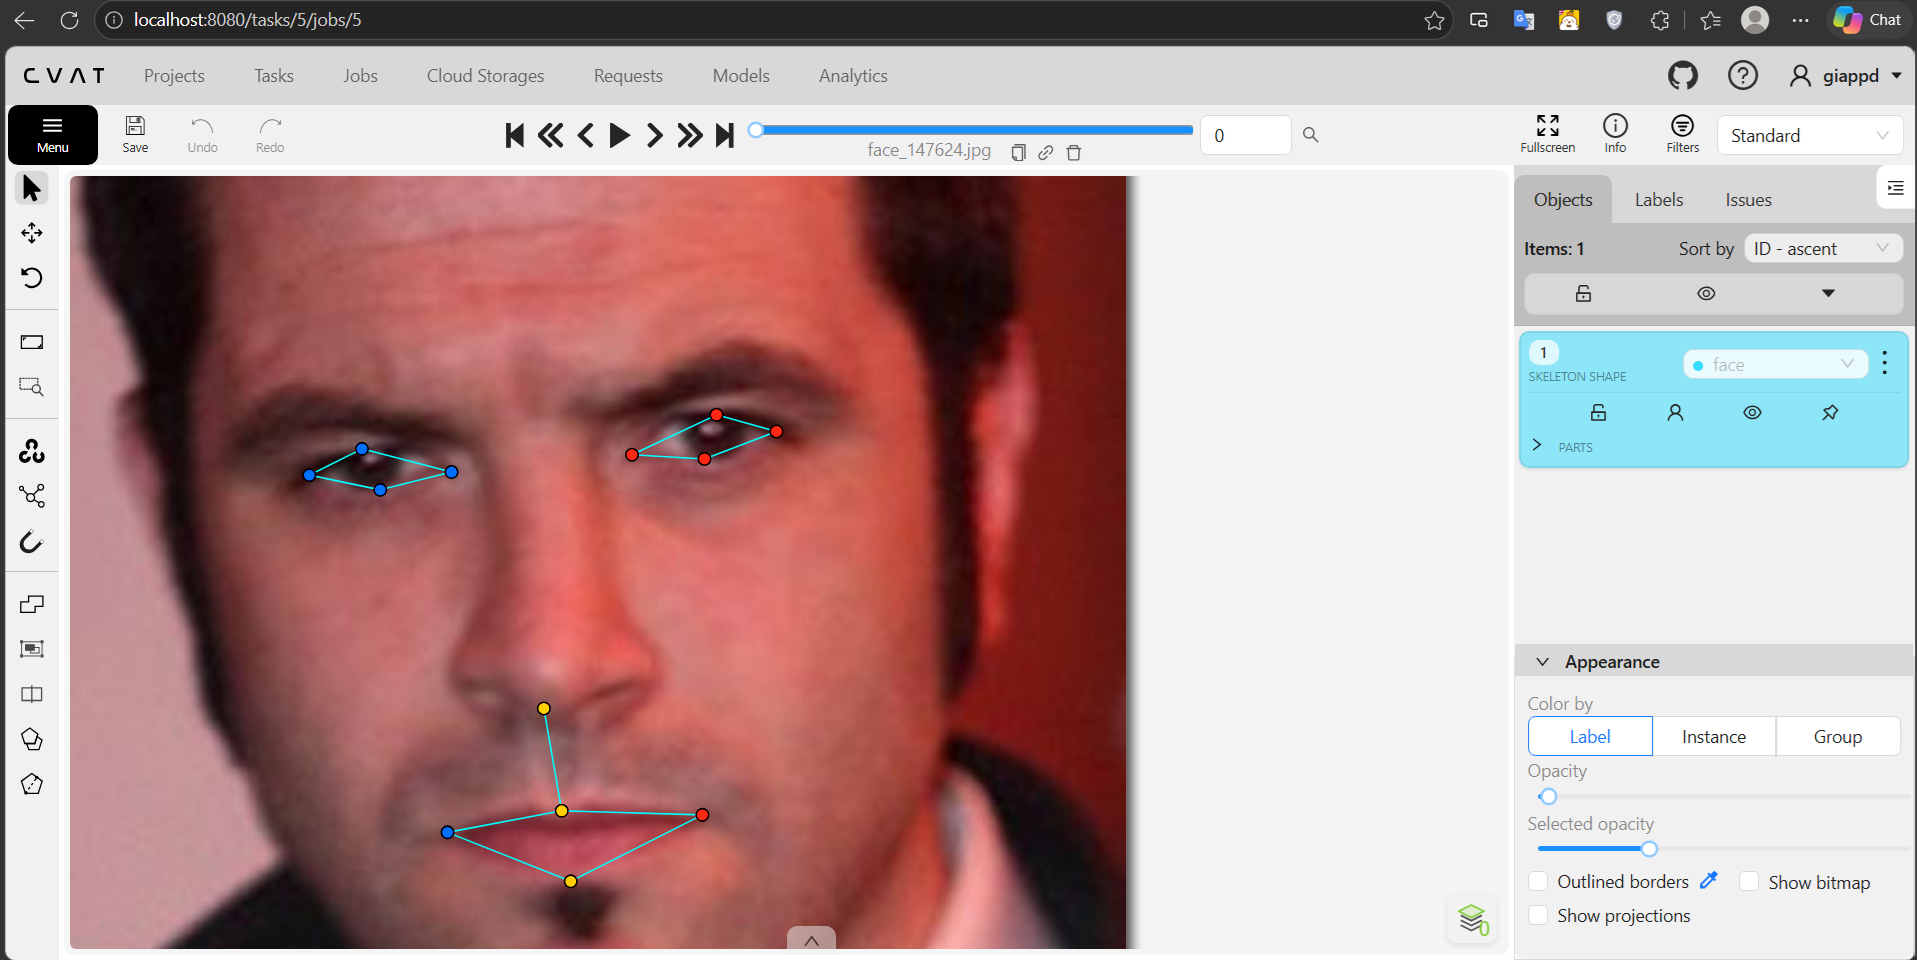 localhost:8080/tasks/5/jobs/5
Chat
CVAT
Projects
Tasks
Jobs
Cloud Storages
Requests
Models
Analytics
giappd
Menu
Save
Undo
Redo
face_147624.jpg
0
Fullscreen
Info
Filters
Standard
Objects
Labels
Issues
Items: 1
Sort by
ID - ascent
1
SKELETON SHAPE
face
PARTS
Appearance
Color by
Label
Instance
Group
Opacity
Selected opacity
Outlined borders
Show bitmap
Show projections
0